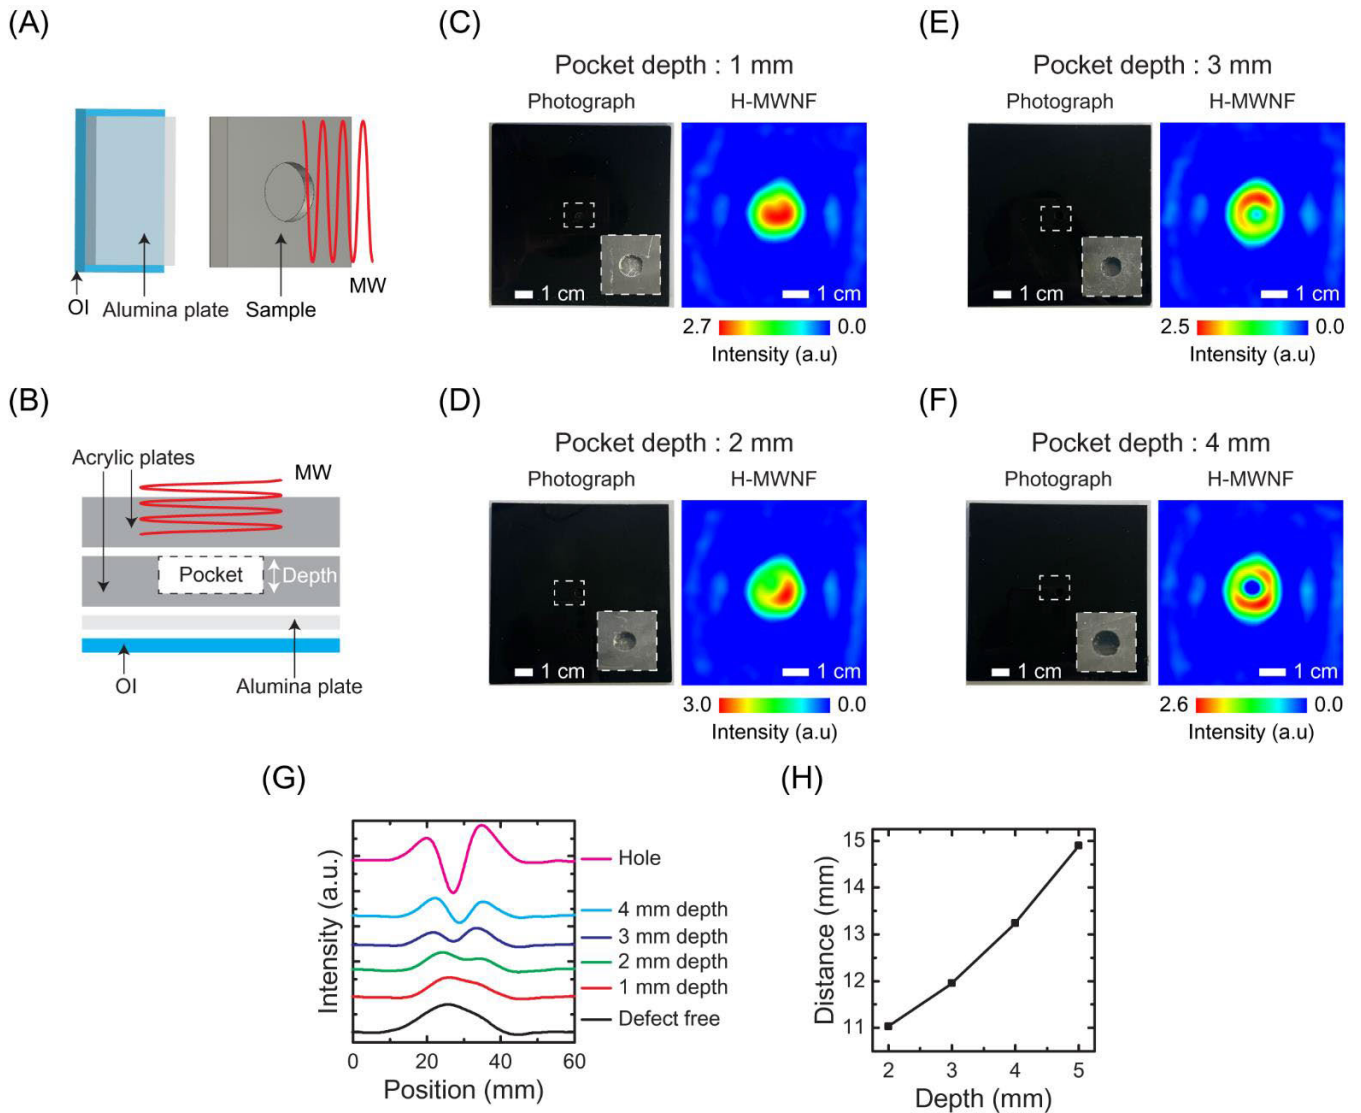 (A)
OI
Alumina plate
Sample
MW
(B)
Acrylic plates
MW
Pocket
Depth
OI
Alumina plate
(C)
Pocket depth : 1 mm
Photograph
H-MWNF
1 cm
1 cm
2.7
0.0
Intensity (a.u)
(D)
Pocket depth : 2 mm
Photograph
H-MWNF
1 cm
1 cm
3.0
0.0
Intensity (a.u)
(E)
Pocket depth : 3 mm
Photograph
H-MWNF
1 cm
1 cm
2.5
0.0
Intensity (a.u)
(F)
Pocket depth : 4 mm
Photograph
H-MWNF
1 cm
1 cm
2.6
0.0
Intensity (a.u)
(G)
Intensity (a.u.)
Hole
4 mm depth
3 mm depth
2 mm depth
1 mm depth
Defect free
0
20
40
60
Position (mm)
(H)
Distance (mm)
15
14
13
12
11
2
3
4
5
Depth (mm)